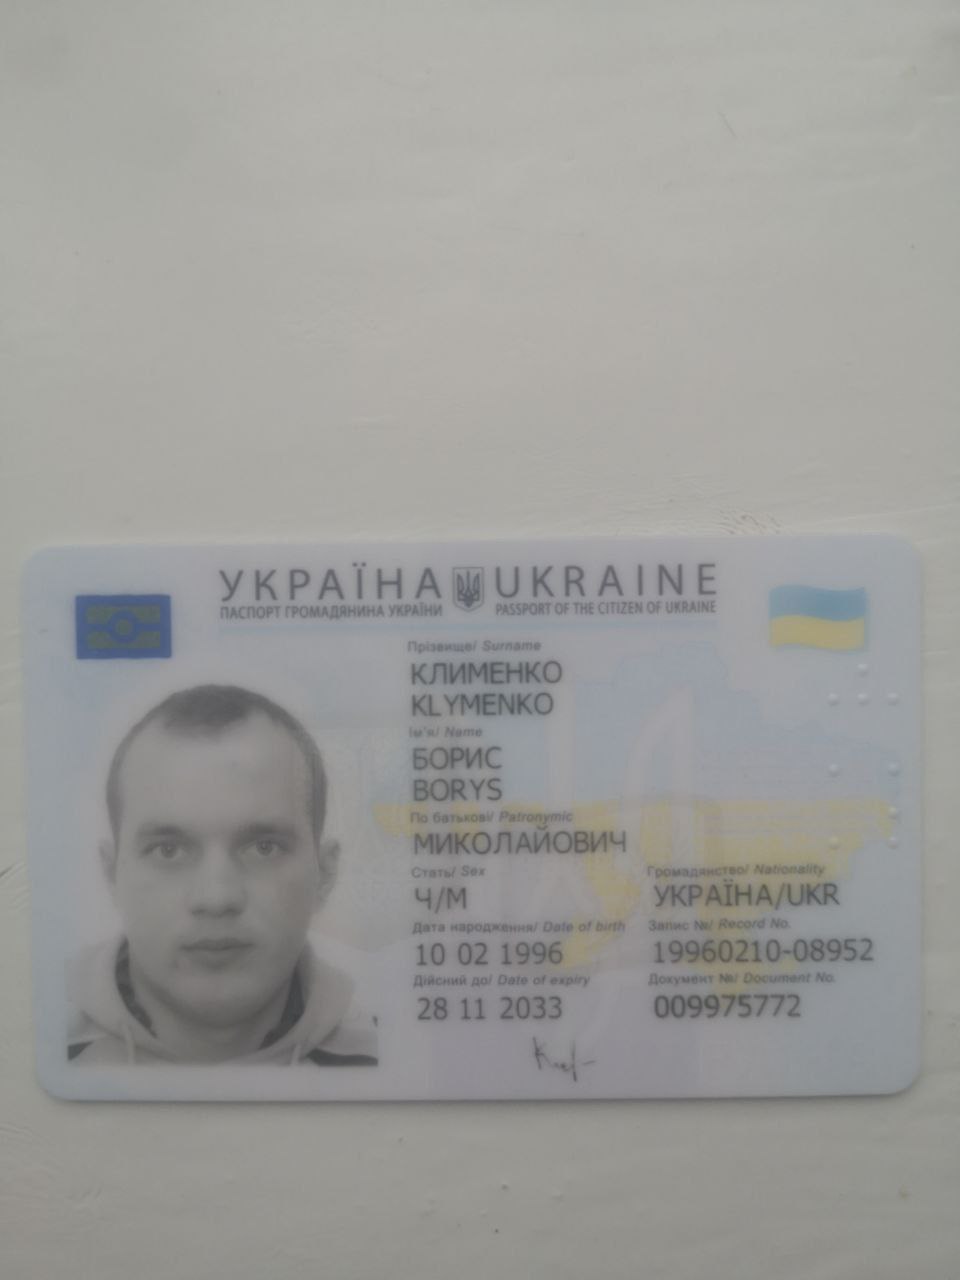 УКРАЇНА UKRAINE
ПАСПОРТ ГРОМАДЯНИНА УКРАЇНИ PASSPORT OF THE CITIZEN OF UKRAINE
Прізвище/ Surname
КЛИМЕНКО
KLYMENKO
Ім'я/ Name
БОРИС
BORYS
По батькові/ Patronymic
МИКОЛАЙОВИЧ
Стать/ Sex Громадянство/ Nationality
Ч/М УКРАЇНА/UKR
Дата народження/ Date of birth Запис №/ Record No.
10 02 1996 19960210-08952
Дійсний до/ Date of expiry Документ №/ Document No.
28 11 2033 009975772